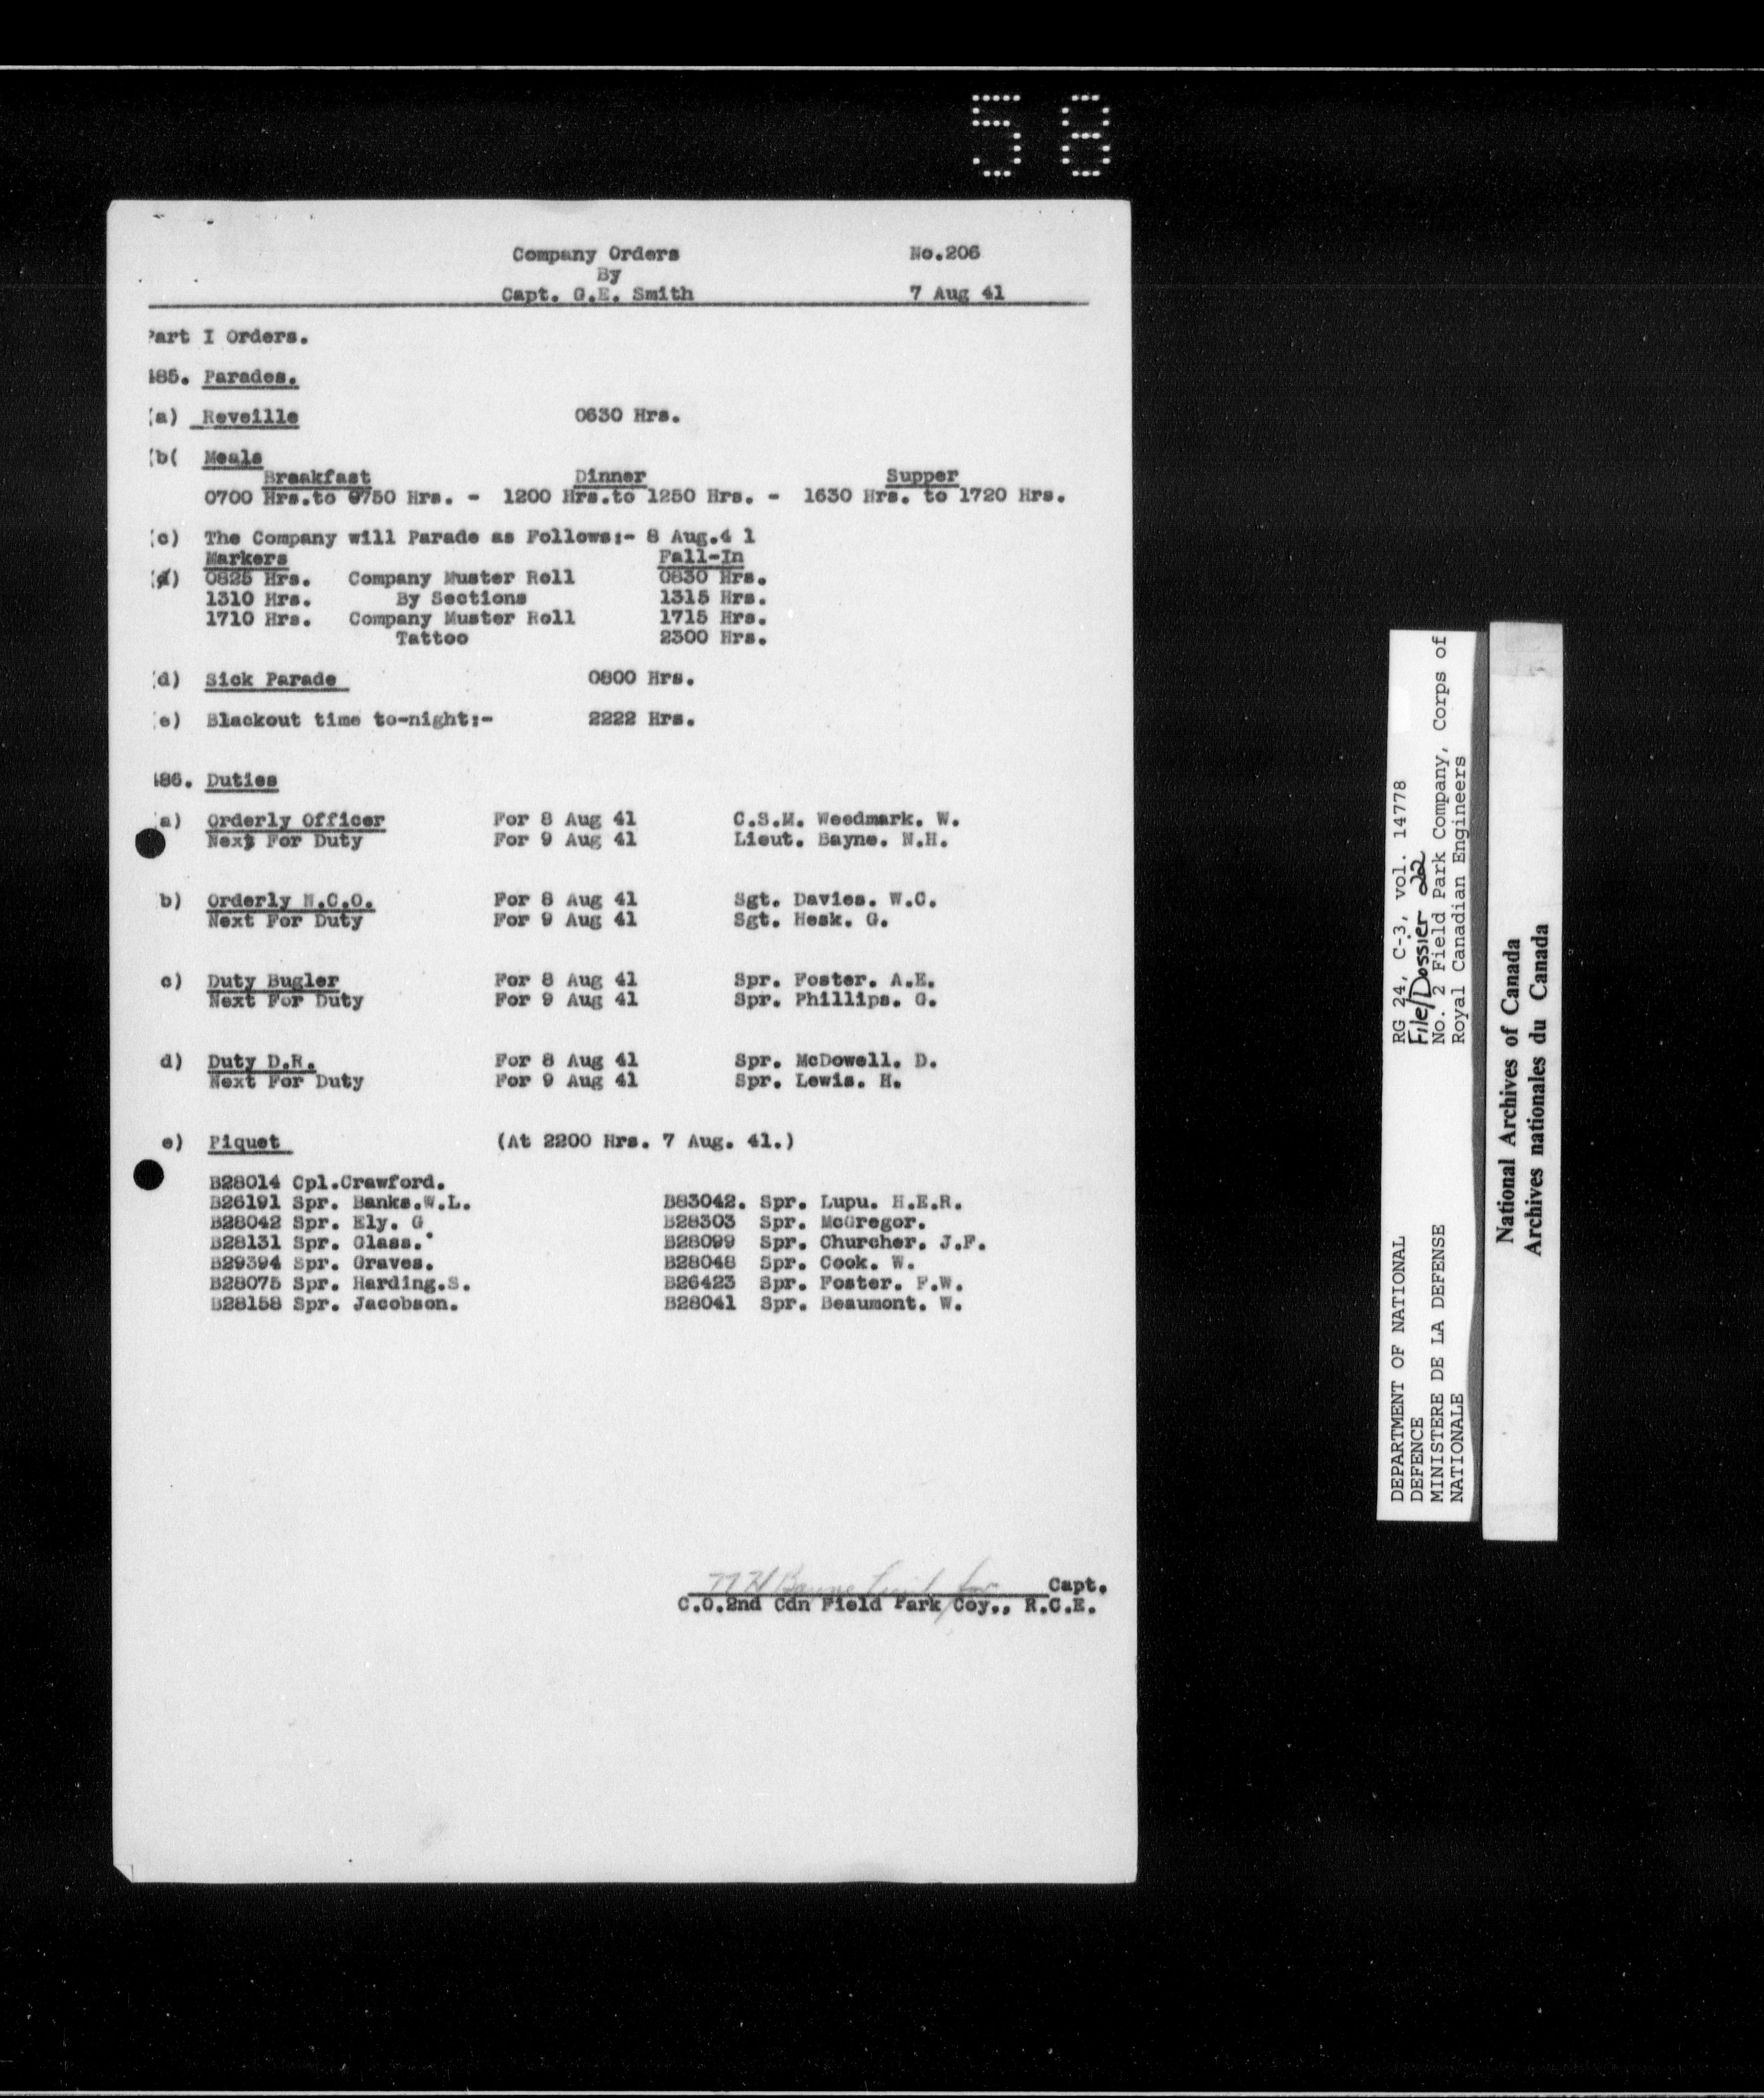 58
Company Orders No.206
By
Capt. G.E. Smith 7 Aug 41
Part I Orders.
485. Parades.
(a) Reveille 0630 Hrs.
(b( Meals
Breakfast Dinner Supper
0700 Hrs.to 0750 Hrs. - 1200 Hrs.to 1250 Hrs. - 1630 Hrs. to 1720 Hrs.
(c) The Company will Parade as Follows:- 8 Aug.4 1
Markers Fall-In
(d) 0825 Hrs. Company Muster Roll 0830 Hrs.
1310 Hrs. By Sections 1315 Hrs.
1710 Hrs. Company Muster Roll 1715 Hrs.
Tattoo 2300 Hrs.
(d) Sick Parade 0800 Hrs.
(e) Blackout time to-night:- 2222 Hrs.
486. Duties
a) Orderly Officer For 8 Aug 41 C.S.M. Weedmark. W.
Next For Duty For 9 Aug 41 Lieut. Bayne. N.H.
b) Orderly N.C.O. For 8 Aug 41 Sgt. Davies. W.C.
Next For Duty For 9 Aug 41 Sgt. Hesk. G.
c) Duty Bugler For 8 Aug 41 Spr. Foster. A.E.
Next For Duty For 9 Aug 41 Spr. Phillips. G.
d) Duty D.R. For 8 Aug 41 Spr. McDowell. D.
Next For Duty For 9 Aug 41 Spr. Lewis. H.
e) Piquet (At 2200 Hrs. 7 Aug. 41.)
B28014 Cpl.Crawford.
B26191 Spr. Banks.W.L. B83042. Spr. Lupu. H.E.R.
B28042 Spr. Ely. G B28303 Spr. McGregor.
B28131 Spr. Glass. B28099 Spr. Churcher. J.F.
B29394 Spr. Graves. B28048 Spr. Cook. W.
B28075 Spr. Harding.S. B26423 Spr. Foster. F.W.
B28158 Spr. Jacobson. B28041 Spr. Beaumont. W.
N H Bayne Lieut for Capt.
C.O.2nd Cdn Field Park Coy., R.C.E.
DEPARTMENT OF NATIONAL RG 24, C-3, vol. 14778
DEFENCE File/Dossier 22
MINISTERE DE LA DEFENSE No. 2 Field Park Company, Corps of
NATIONALE Royal Canadian Engineers
National Archives of Canada
Archives nationales du Canada